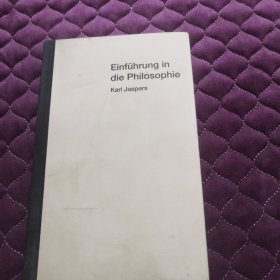 Einführung in
die Philosophie
Karl Jaspers